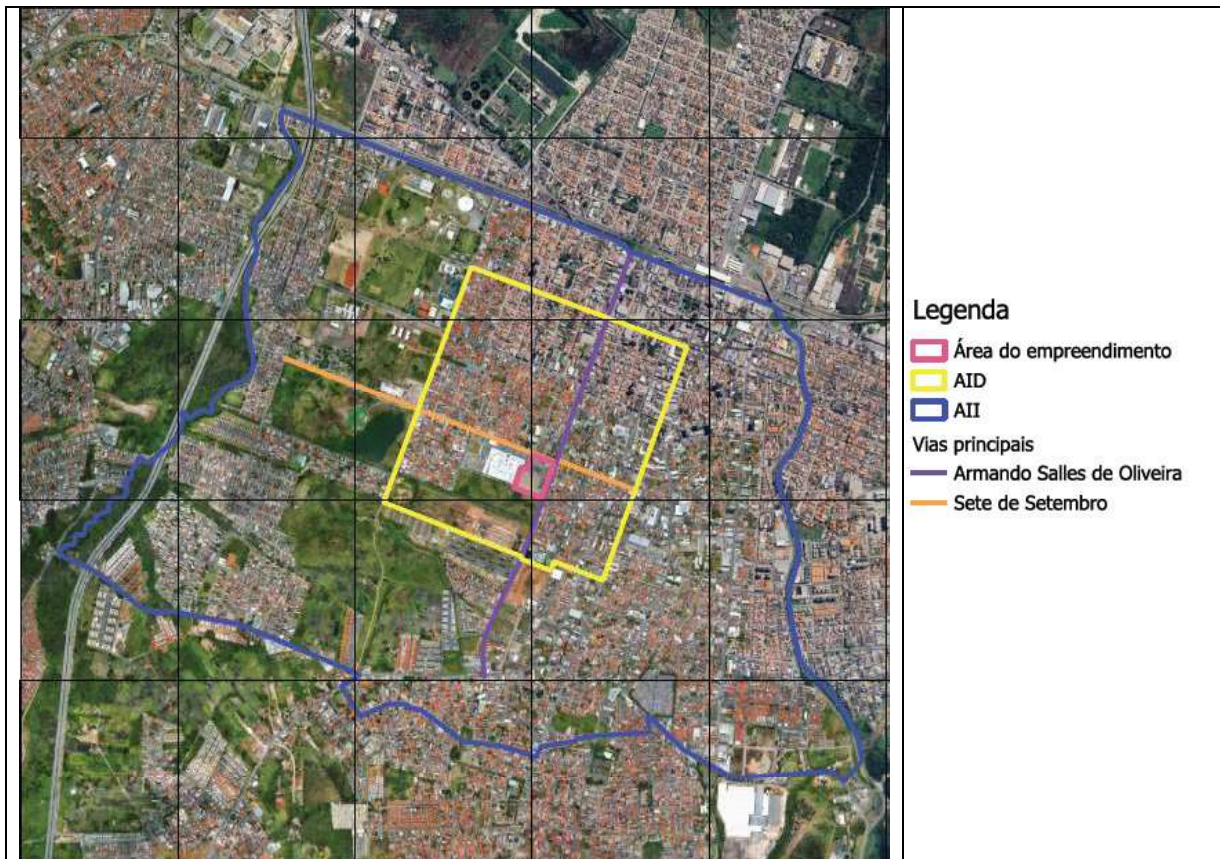 Legenda
Área do empreendimento
AID
AII
Vias principais
Armando Salles de Oliveira
Sete de Setembro